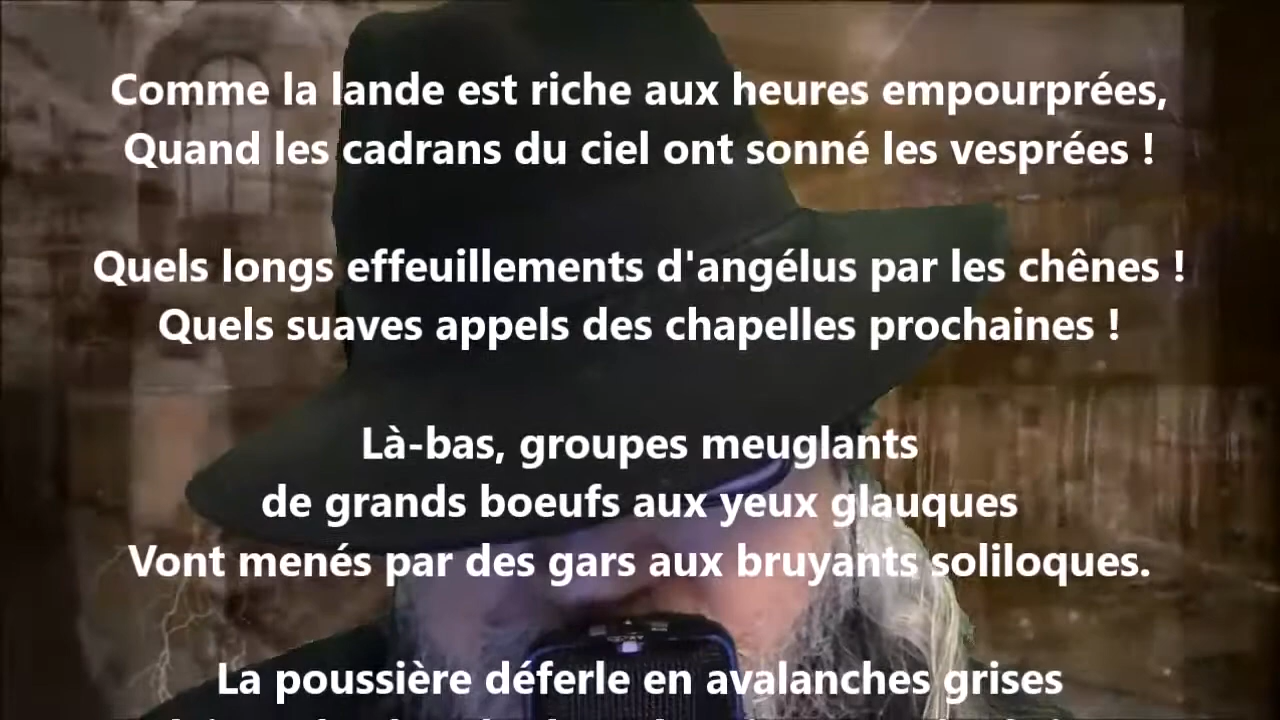 Comme la lande est riche aux heures empourprées,
Quand les cadrans du ciel ont sonné les vesprées !
Quels longs effeuillements d'angélus par les chênes !
Quels suaves appels des chapelles prochaines !
Là-bas, groupes meuglants
de grands boeufs aux yeux glauques
Vont menés par des gars aux bruyants soliloques.
La poussière déferle en avalanches grises